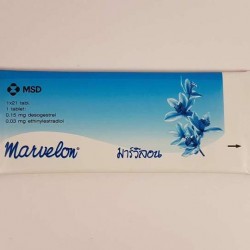 MSD
1x21 tabs
1 tablet
0.15 mg desogestrel
0.03 mg ethinylestradiol
Marvelon® มาร์วีลอน